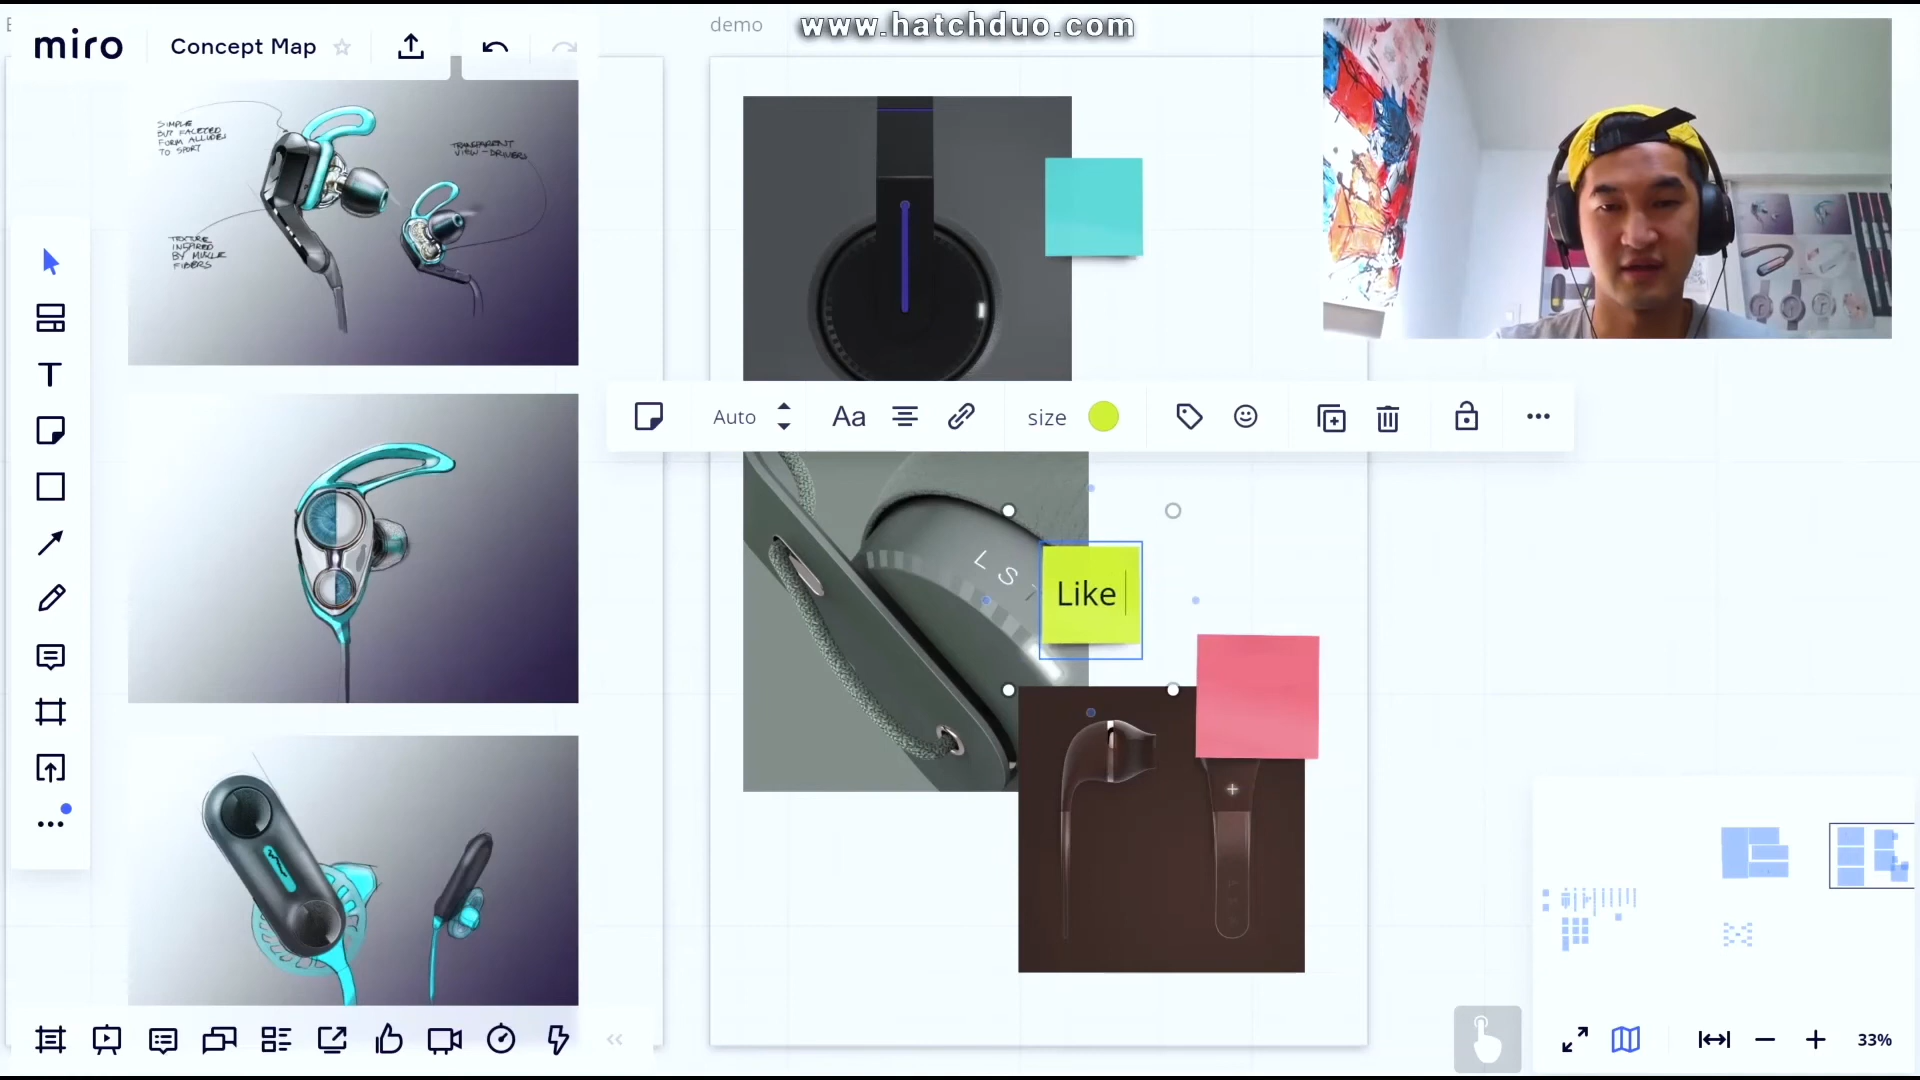 demo
www.hatchduo.com
miro
Concept Map
SIMPLE
BUT FACETED
FORM ALLUDES
TO SPORT
TRANSPARENT
VIEW - DRIVERS
TEXTURE
INSPIRED
BY MUSCLE
FIBERS
T
Auto
Aa
size
LS7
Like
33%